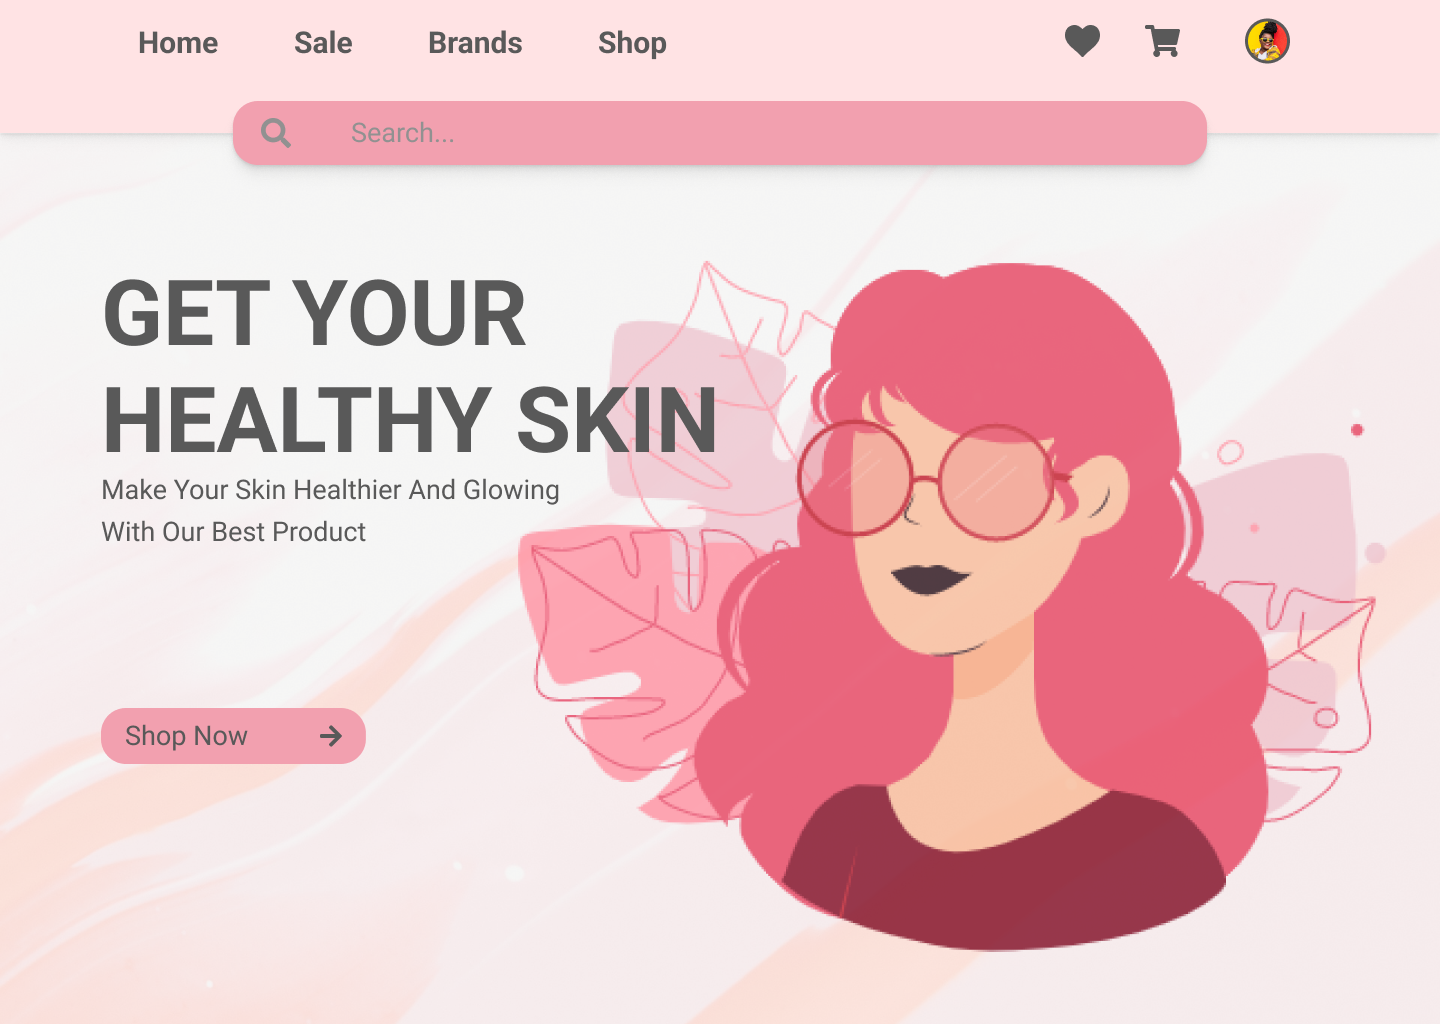 Home Sale Brands Shop
Search...
GET YOUR
HEALTHY SKIN
Make Your Skin Healthier And Glowing
With Our Best Product
Shop Now